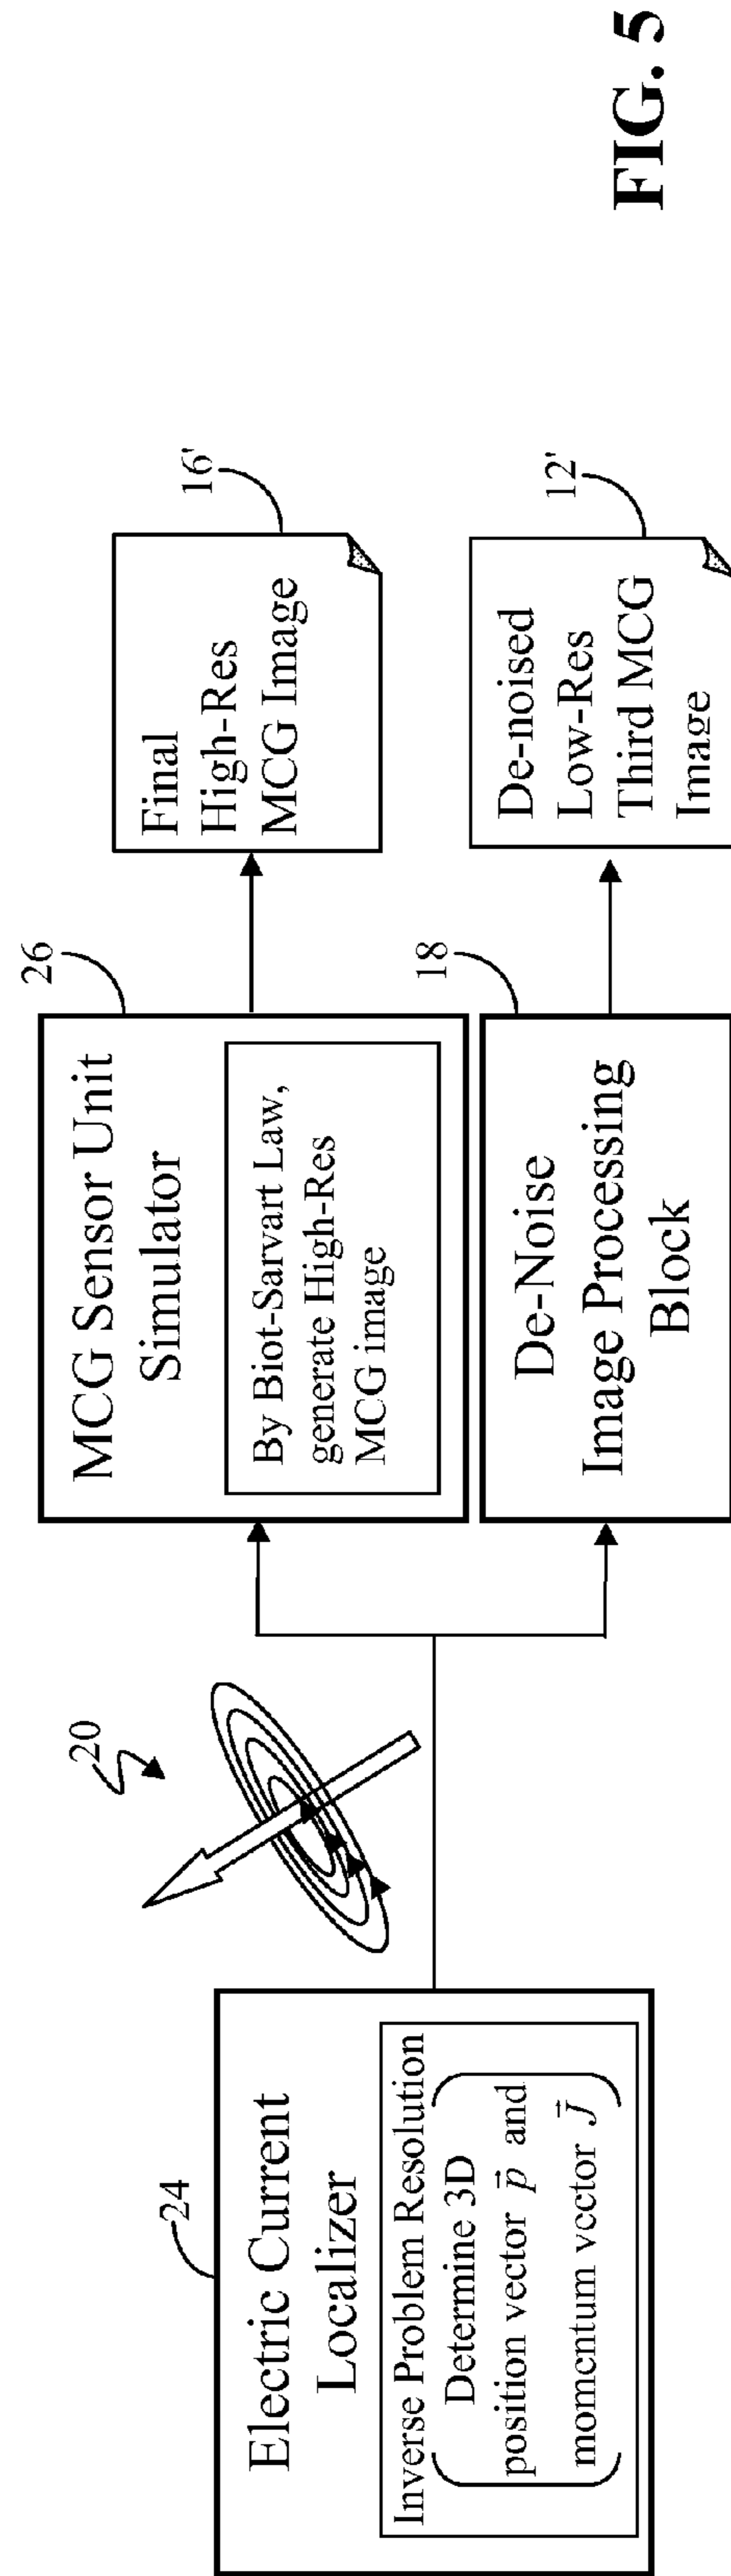 24
Electric Current
Localizer
Inverse Problem Resolution
Determine 3D
position vector p⃗ and
momentum vector J⃗
20
26
MCG Sensor Unit
Simulator
By Biot-Sarvart Law,
generate High-Res
MCG image
18
De-Noise
Image Processing
Block
16'
Final
High-Res
MCG Image
12'
De-noised
Low-Res
Third MCG
Image
FIG. 5